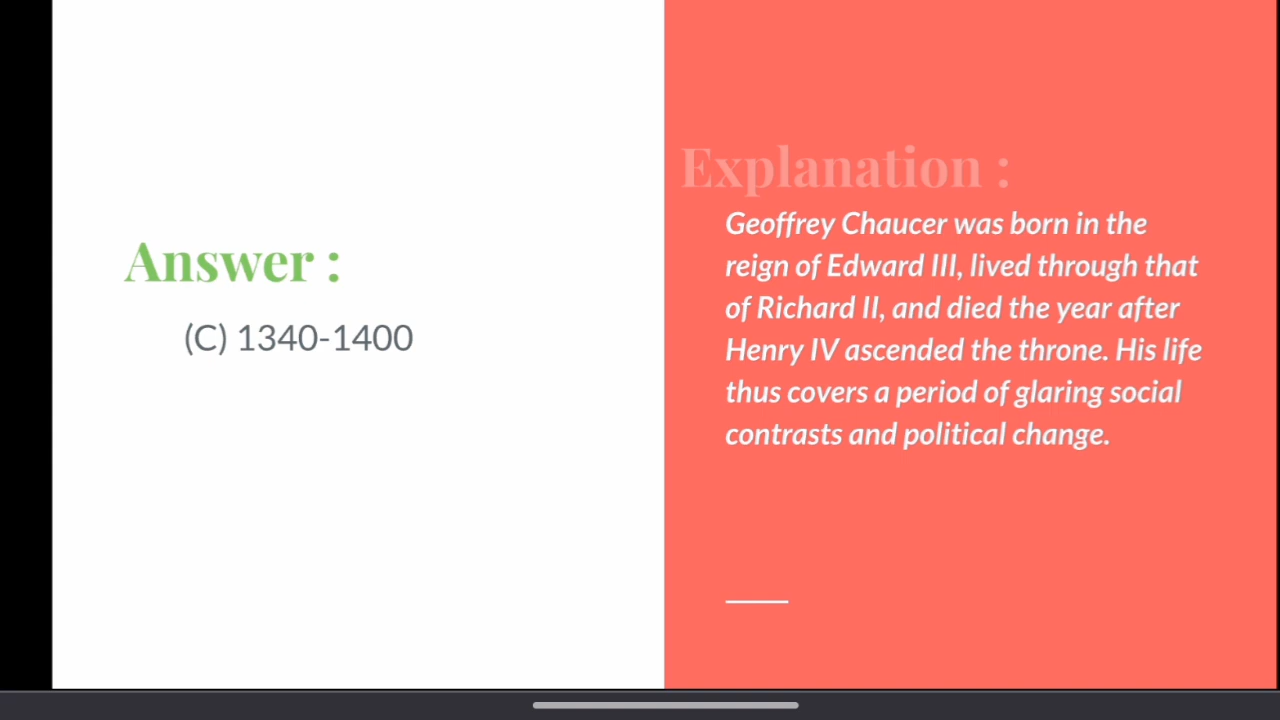 Answer :
(C) 1340-1400
Explanation :
Geoffrey Chaucer was born in the
reign of Edward III, lived through that
of Richard II, and died the year after
Henry IV ascended the throne. His life
thus covers a period of glaring social
contrasts and political change.